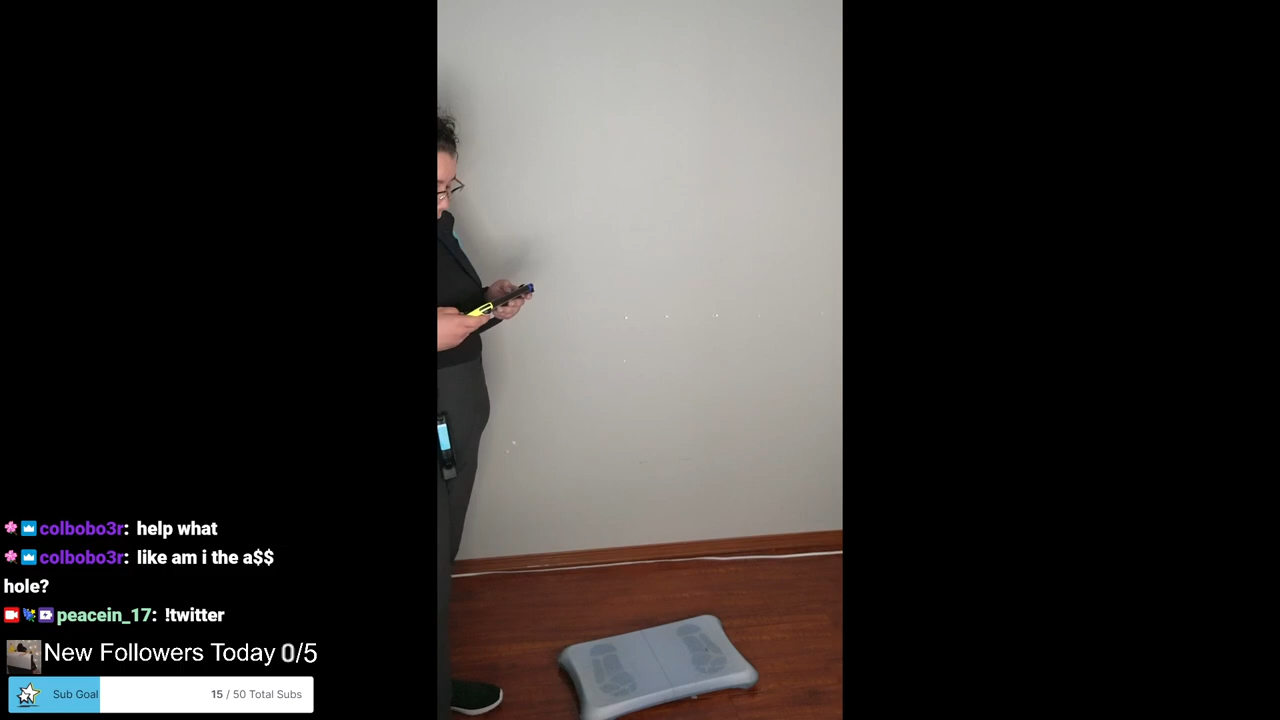 colbobo3r: help what
colbobo3r: like am i the a$$
hole?
peacein_17: !twitter
New Followers Today 0/5
Sub Goal 15 / 50 Total Subs